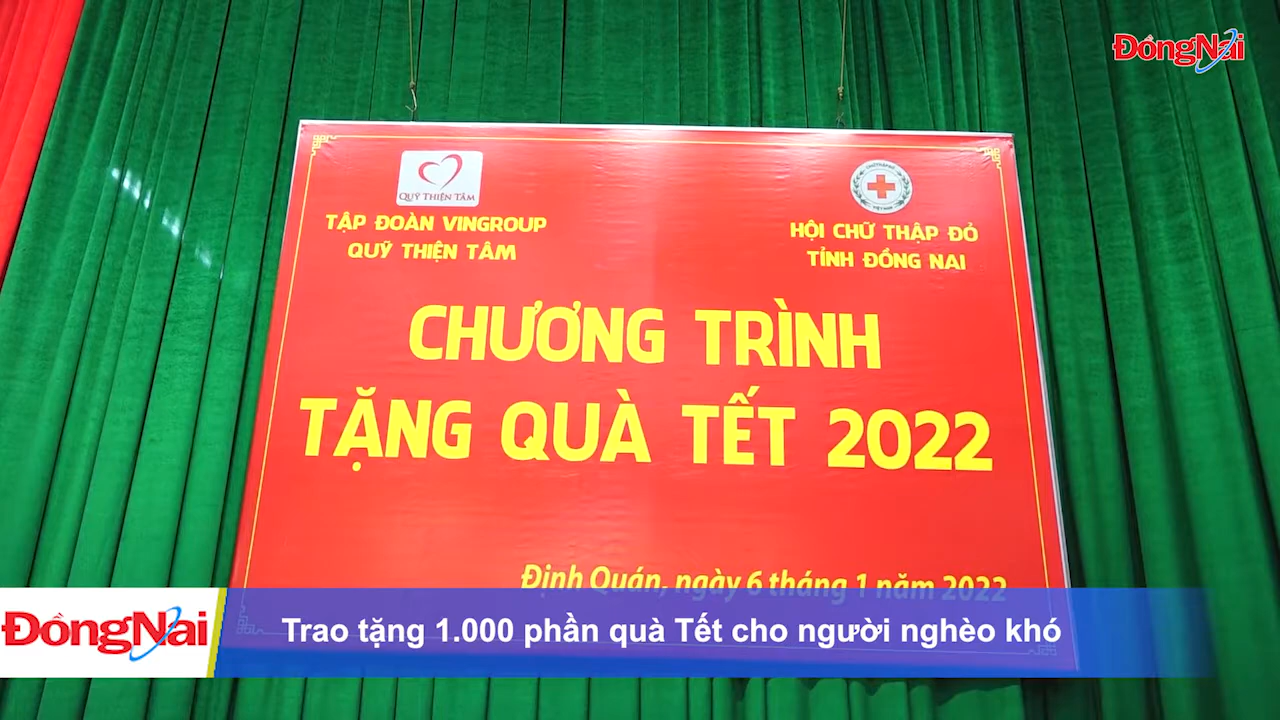 ĐồngNai
QUỸ THIỆN TÂM
TẬP ĐOÀN VINGROUP
QUỸ THIỆN TÂM
HỘI CHỮ THẬP ĐỎ
TỈNH ĐỒNG NAI
CHƯƠNG TRÌNH
TẶNG QUÀ TẾT 2022
Định Quán, ngày 6 tháng 1 năm 2022
ĐồngNai
Trao tặng 1.000 phần quà Tết cho người nghèo khó